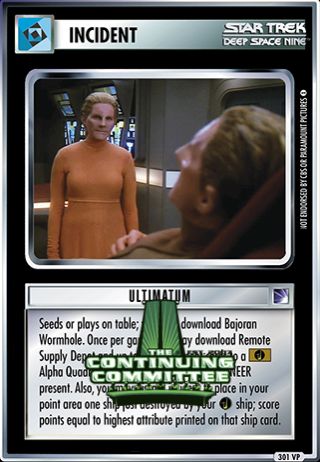 INCIDENT
STAR TREK
DEEP SPACE NINE
NOT ENDORSED BY CBS OR PARAMOUNT PICTURES
ULTIMATUM
Seeds or plays on table; download Bajoran
Wormhole. Once per ga download Remote
Supply Depot to a
Alpha Quad NEER
present. Also, you place in your
point area one ship just destroyed by your ship; score
points equal to highest attribute printed on that ship card.
THE
CONTINUING
COMMITTEE
301 VP